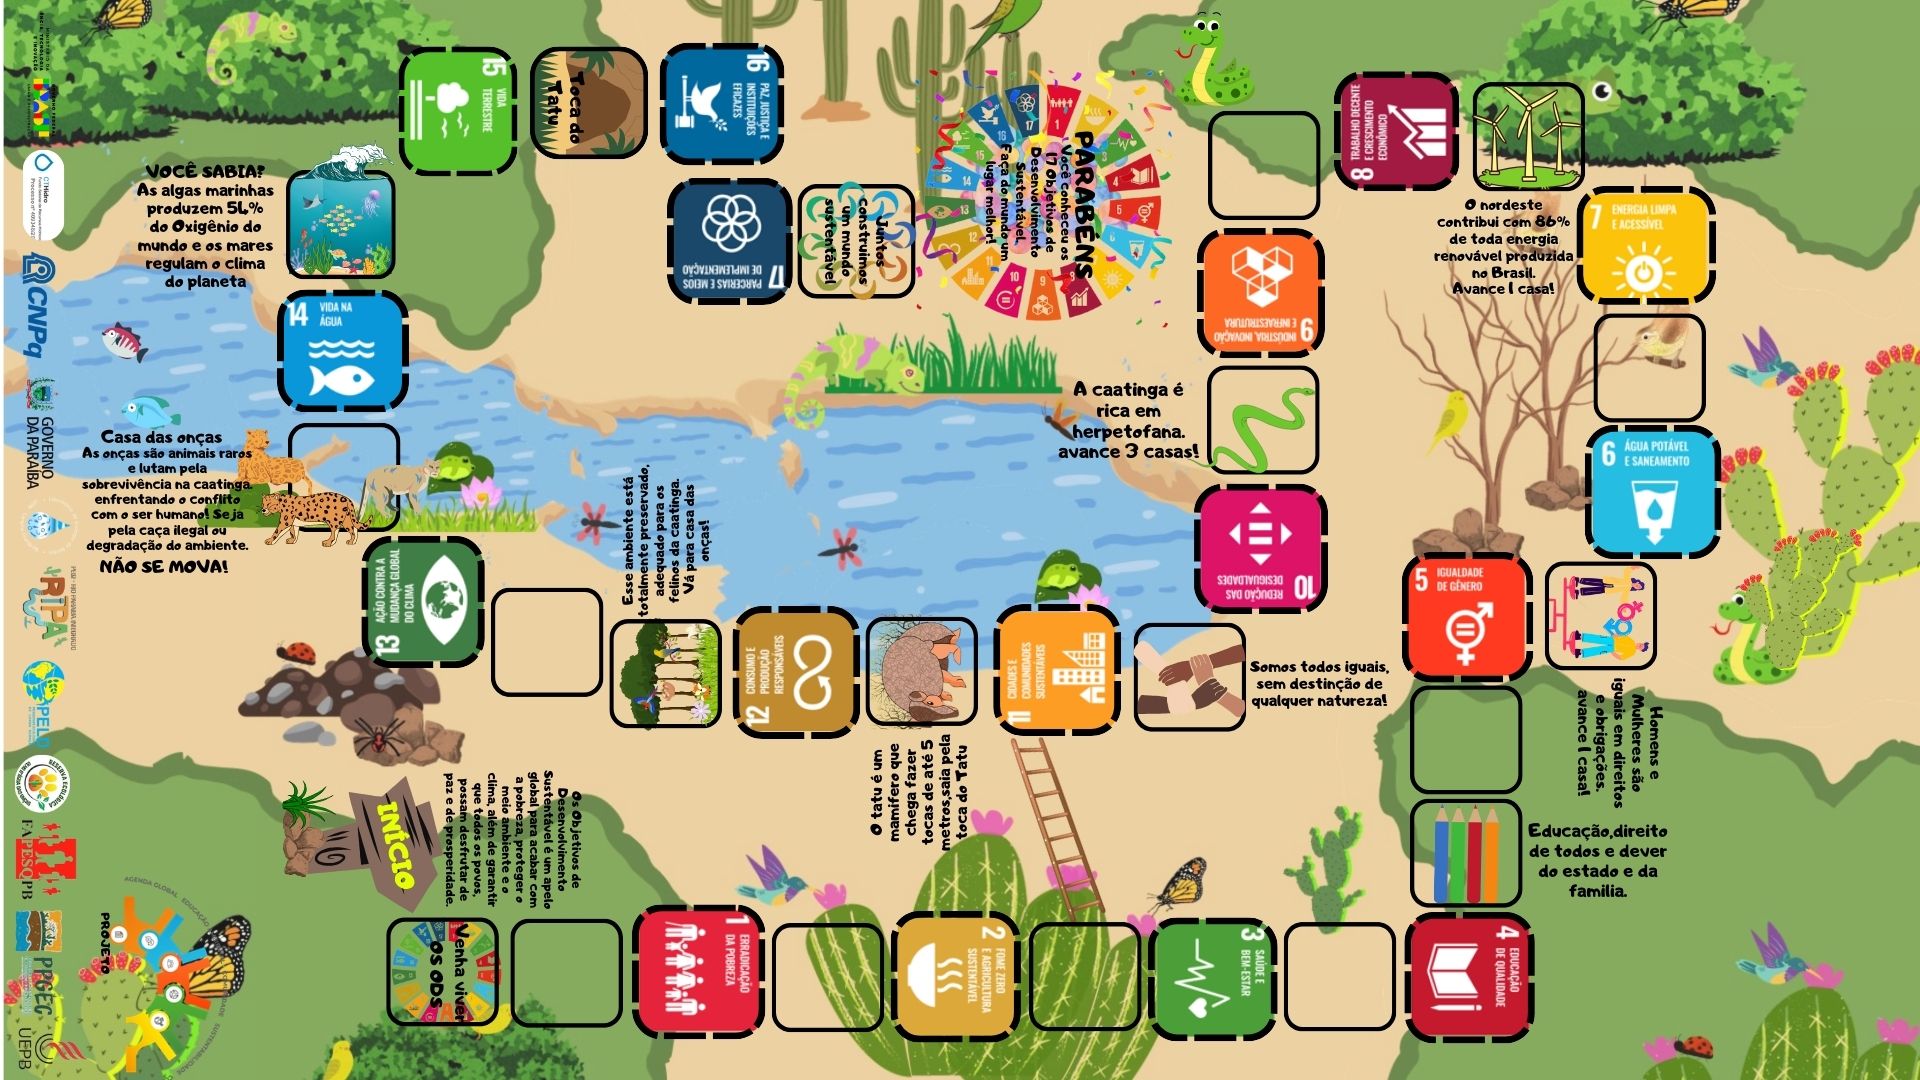 INÍCIO
Os Objetivos de
Desenvolvimento
Sustentável é um apelo
global para acabar com
a pobreza, proteger o
meio ambiente e o
clima, além de garantir
que todos os povos,
possam desfrutar de
paz e de prosperidade.
Venha viver
os ODS
1 ERRADICAÇÃO
DA POBREZA
2 FOME ZERO
E AGRICULTURA
SUSTENTÁVEL
3 SAÚDE E
BEM-ESTAR
4 EDUCAÇÃO
DE QUALIDADE
Educação,direito
de todos e dever
do estado e da
familia.
5 IGUALDADE
DE GÊNERO
Homens e
Mulheres são
iguais em direitos
e obrigações.
avance 1 casa!
6 ÁGUA POTÁVEL
E SANEAMENTO
7 ENERGIA LIMPA
E ACESSÍVEL
O nordeste
contribui com 86%
de toda energia
renovável produzida
no Brasil.
Avance 1 casa!
8 TRABALHO DECENTE
E CRESCIMENTO
ECONÔMICO
9 INDÚSTRIA, INOVAÇÃO
E INFRAESTRUTURA
A caatinga é
rica em
herpetofana.
avance 3 casas!
10 REDUÇÃO DAS
DESIGUALDADES
Somos todos iguais,
sem destinção de
qualquer natureza!
11 CIDADES E
COMUNIDADES
SUSTENTÁVEIS
O tatu é um
mamifero que
chega fazer
tocas de até 5
metros,saia pela
toca do Tatu
12 CONSUMO E
PRODUÇÃO
RESPONSÁVEIS
Esse ambiente está
totalmente preservado,
adequado para os
felinos da caatinga.
Vá para casa das
onças!
13 AÇÃO CONTRA A
MUDANÇA GLOBAL
DO CLIMA
Casa das onças
As onças são animais raros
e lutam pela
sobrevivência na caatinga,
enfrentando o conflito
com o ser humano! Seja
pela caça ilegal ou
degradação do ambiente.
NÃO SE MOVA!
14 VIDA NA
ÁGUA
VOCÊ SABIA?
As algas marinhas
produzem 54%
do Oxigênio do
mundo e os mares
regulam o clima
do planeta
15 VIDA
TERRESTRE
Toca do
Tatu
16 PAZ, JUSTIÇA E
INSTITUIÇÕES
EFICAZES
17 PARCERIAS E MEIOS
DE IMPLEMENTAÇÃO
Juntos
Construimos
um mundo
sustentável
PARABÉNS
Você conheceu os
17 Objetivos de
Desenvolvimento
Sustentável,
Faça do mundo um
lugar melhor!
CTHidro
CNPq
GOVERNO
DA PARAÍBA
RIPA
PELD
RESERVA ECOLÓGICA
FAPESQPB
PPGEC
UEPB
PROJETO
AGENDA GLOBAL
EDUCAÇÃO
SUSTENTABILIDADE